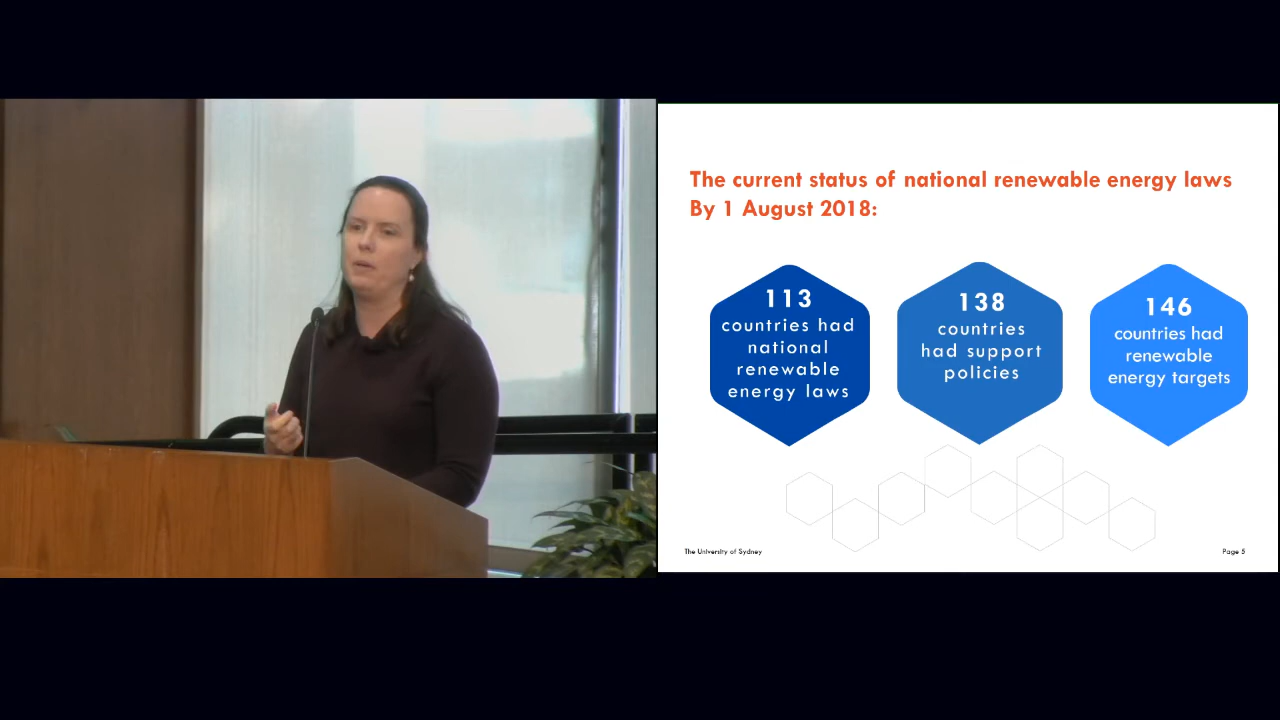 The current status of national renewable energy laws
By 1 August 2018:
113
countries had
national
renewable
energy laws
138
countries
had support
policies
146
countries had
renewable
energy targets
The University of Sydney
Page 5